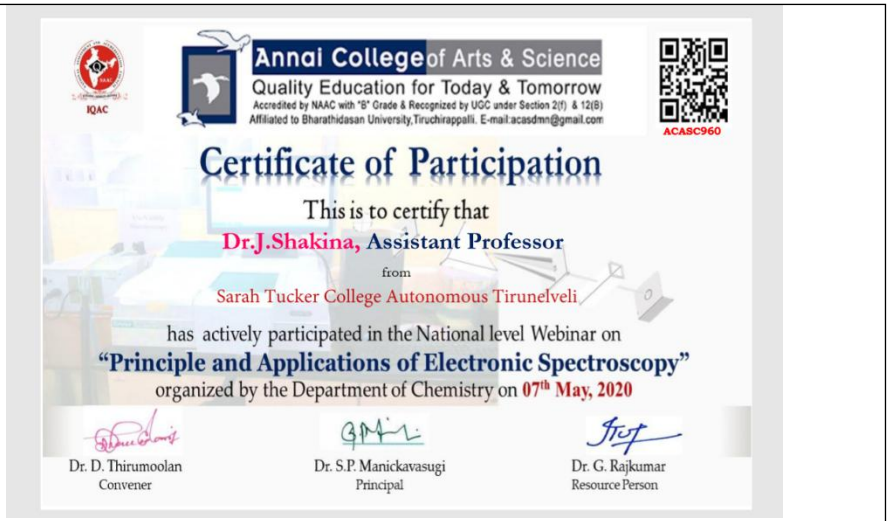 IQAC
Annai College of Arts & Science
Quality Education for Today & Tomorrow
Accredited by NAAC with "B" Grade & Recognized by UGC under Section 2(f) & 12(B)
Affiliated to Bharathidasan University,Tiruchirappalli. E-mail:acasdmn@gmail.com
ACASC960
Certificate of Participation
This is to certify that
Dr.J.Shakina, Assistant Professor
from
Sarah Tucker College Autonomous Tirunelveli
has actively participated in the National level Webinar on
“Principle and Applications of Electronic Spectroscopy”
organized by the Department of Chemistry on 07th May, 2020
Dr. D. Thirumoolan
Convener
Dr. S.P. Manickavasugi
Principal
Dr. G. Rajkumar
Resource Person